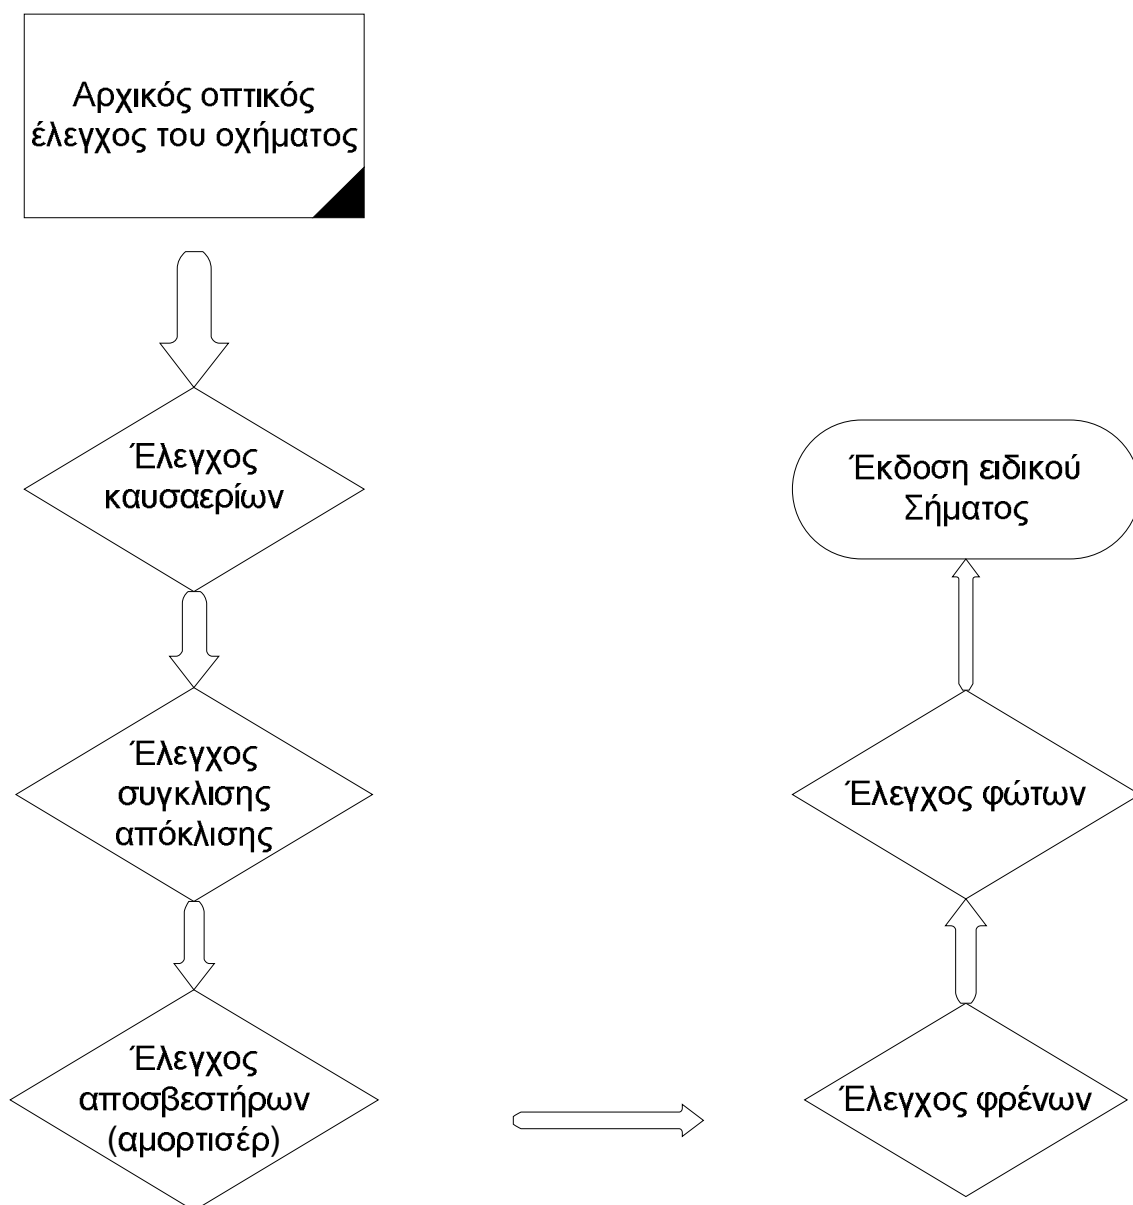 Αρχικός οπτικός
έλεγχος του οχήματος
Έλεγχος
καυσαερίων
Έλεγχος
συγκλισης
απόκλισης
Έλεγχος
αποσβεστήρων
(αμορτισέρ)
Έλεγχος φρένων
Έλεγχος φώτων
Έκδοση ειδικού
Σήματος